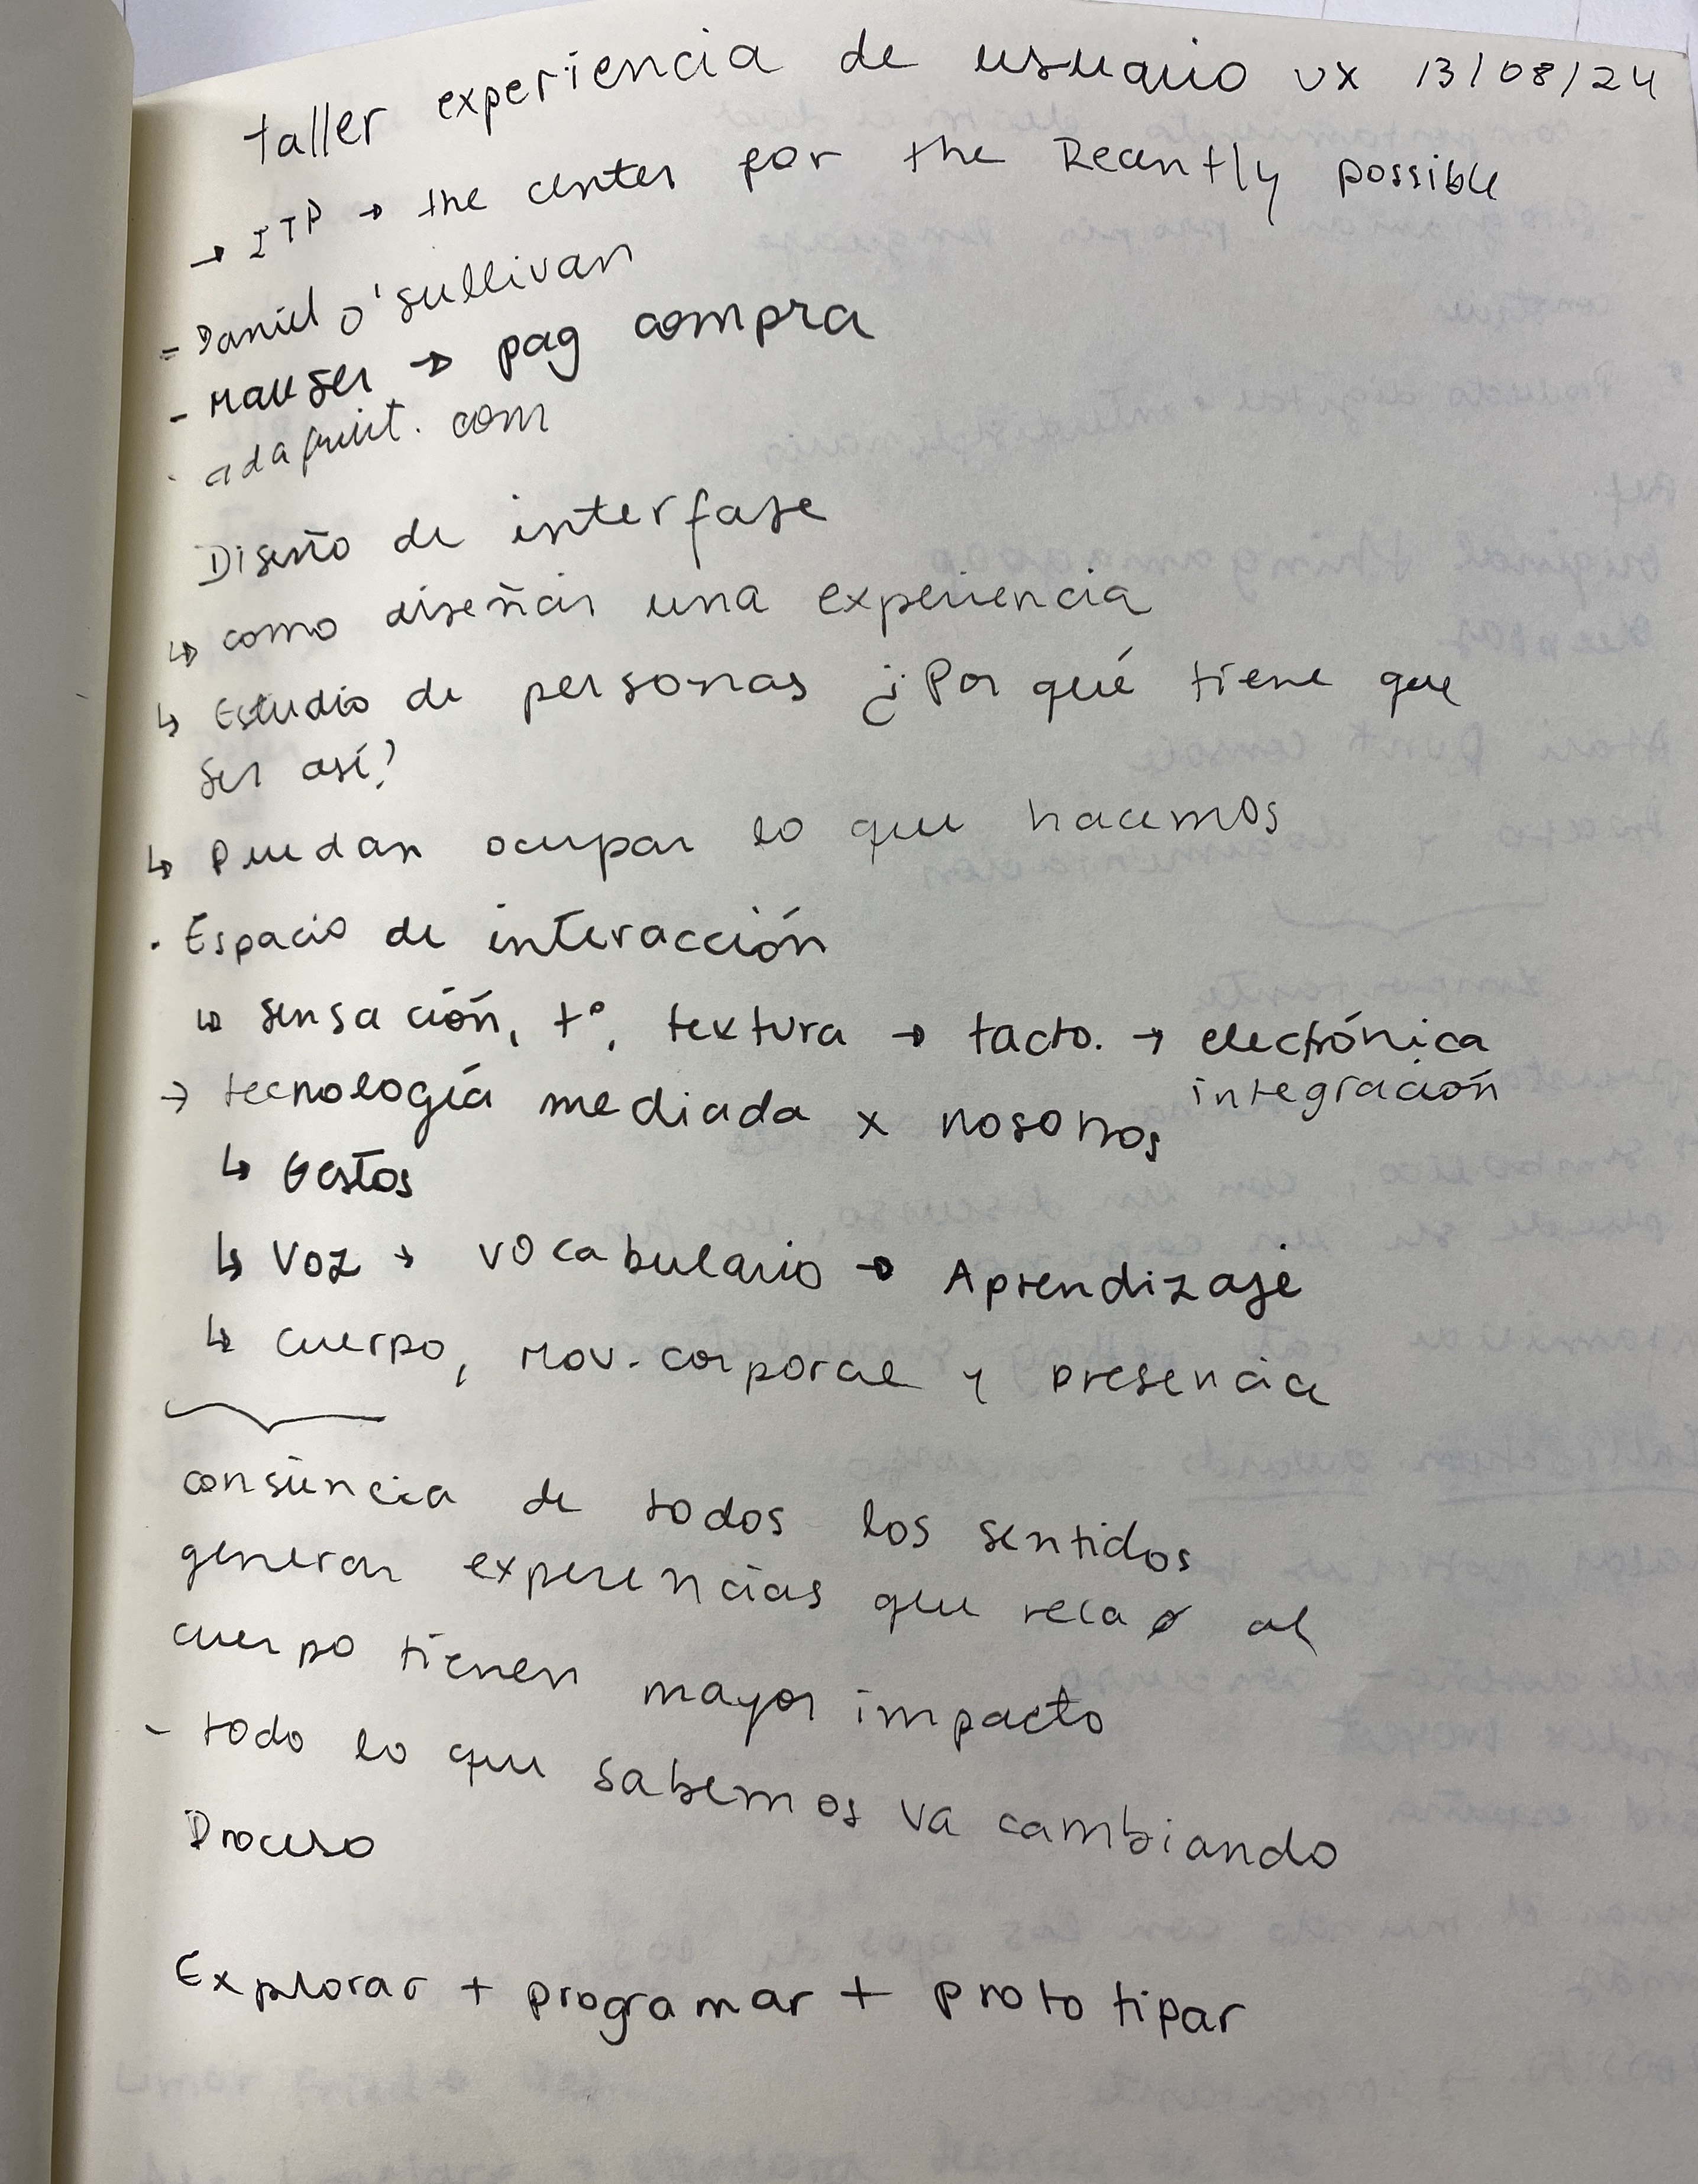 taller experiencia de usuario UX 13/08/24
→ ITP → the center for the Recently possible
- Daniel O'sullivan
- Mauser → pag compra
· adafruit.com
Diseño de interfase
↳ como diseñar una experiencia
↳ Estudio de personas ¿Por qué tiene que
ser así?
↳ Puedan ocupar lo que hacemos
· Espacio de interacción
↳ sensación, t°, textura → tacto. → electrónica
integración
→ tecnología mediada x nosotros
↳ Gestos
↳ Voz → vocabulario → Aprendizaje
↳ cuerpo, mov. corporal y presencia
consiencia de todos los sentidos
generar experencias que rela al
cuerpo tienen mayor impacto
- todo lo que sabemos va cambiando
Proceso
Explorar + programar + prototipar